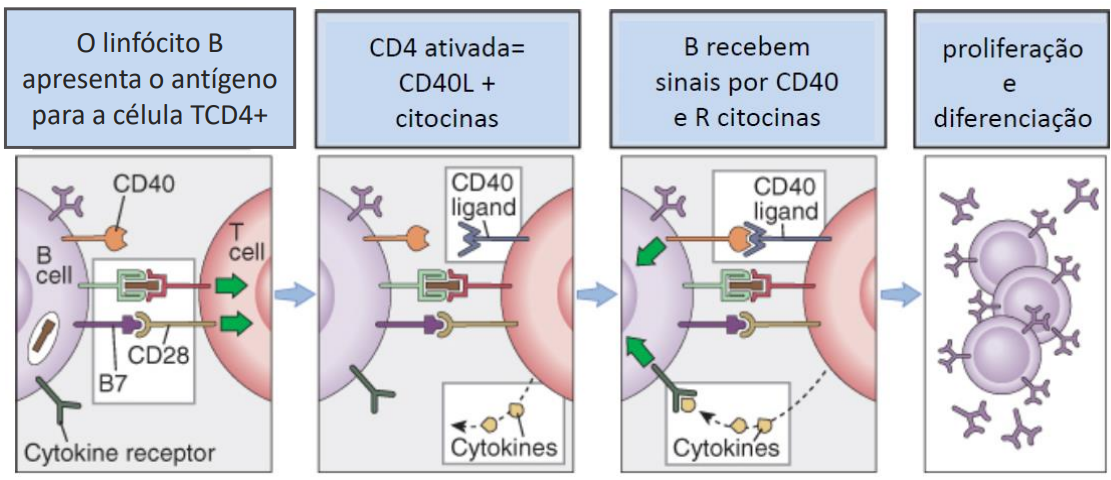 O linfócito B
apresenta o antígeno
para a célula TCD4+
CD4 ativada=
CD40L +
citocinas
B recebem
sinais por CD40
e R citocinas
proliferação
e
diferenciação
CD40
B
cell
T
cell
CD28
B7
Cytokine receptor
CD40
ligand
Cytokines
CD40
ligand
Cytokines